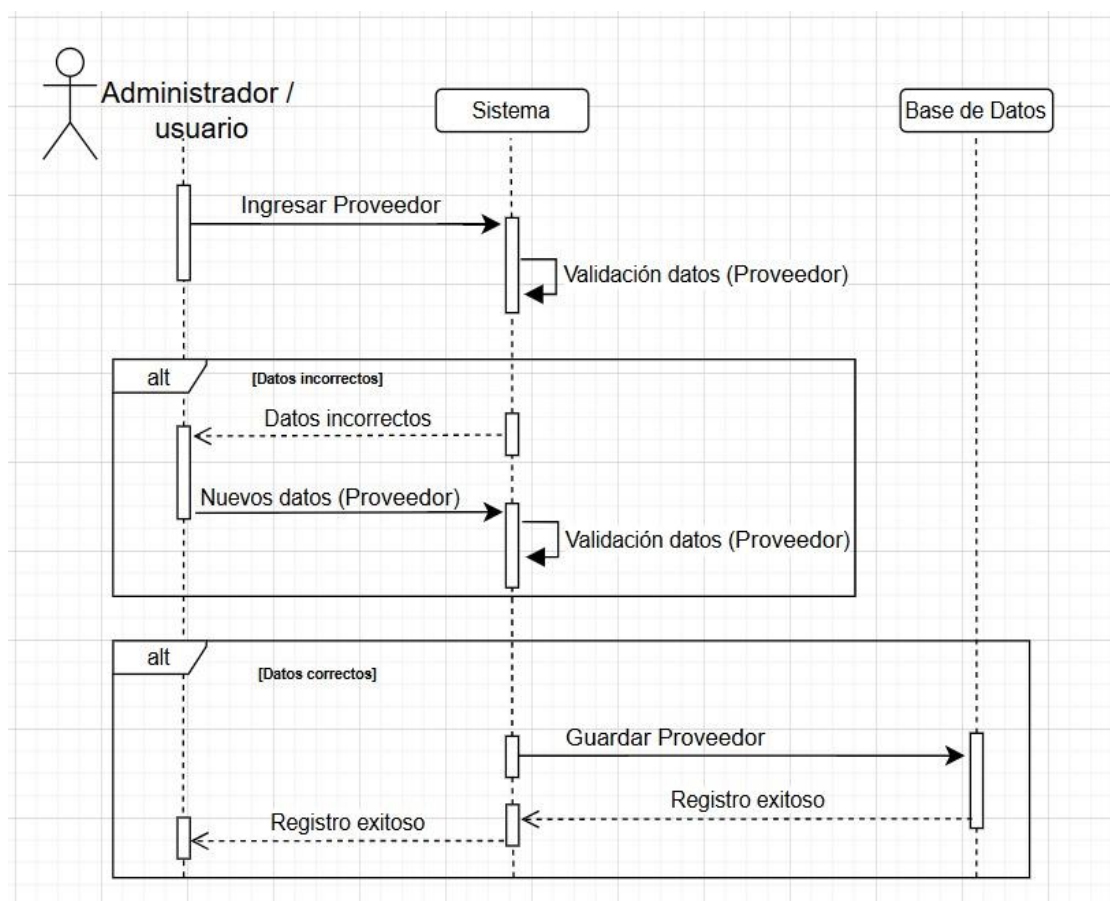 Administrador /
usuario
Sistema
Base de Datos
Ingresar Proveedor
Validación datos (Proveedor)
alt
[Datos incorrectos]
Datos incorrectos
Nuevos datos (Proveedor)
Validación datos (Proveedor)
alt
[Datos correctos]
Guardar Proveedor
Registro exitoso
Registro exitoso